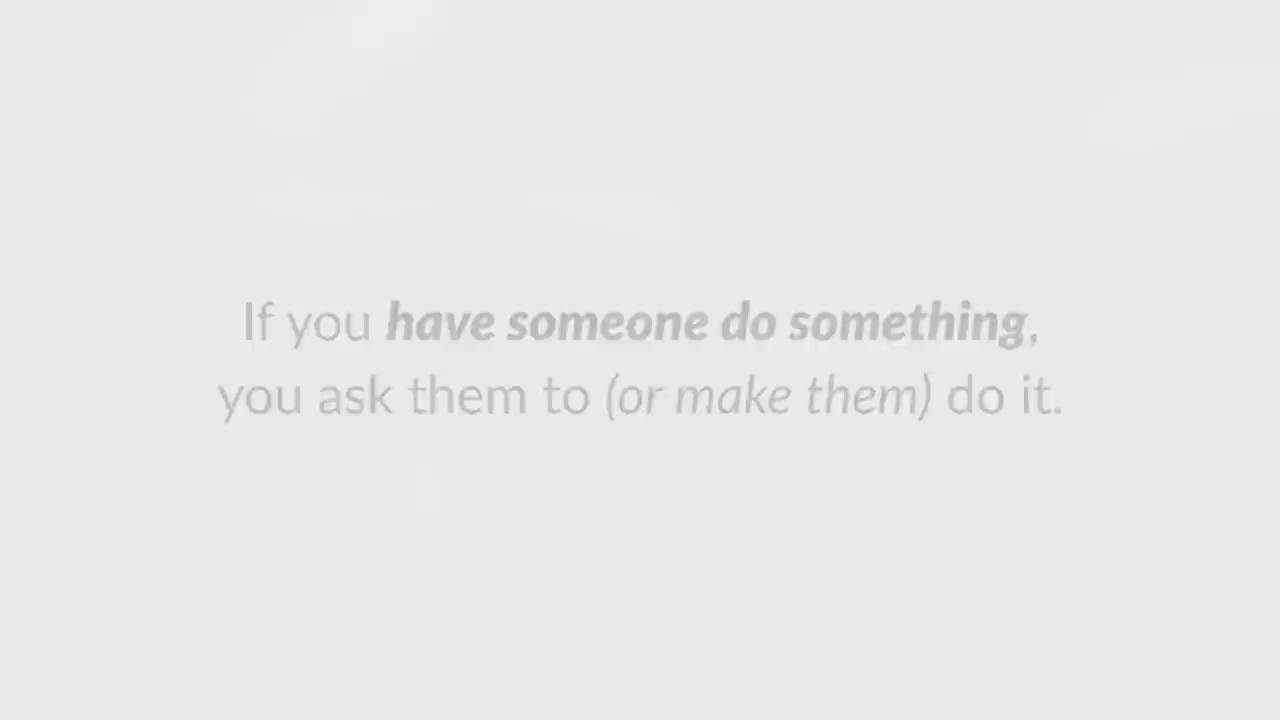 If you have someone do something,
you ask them to (or make them) do it.